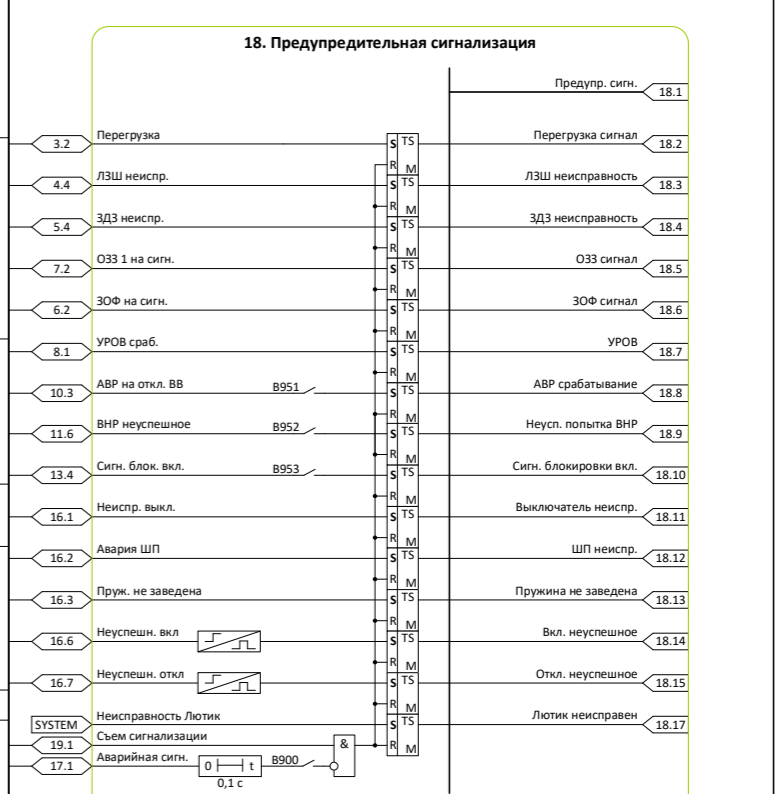 18. Предупредительная сигнализация
Предупр. сигн. 18.1
3.2 Перегрузка S TS R M Перегрузка сигнал 18.2
4.4 ЛЗШ неиспр. S TS R M ЛЗШ неисправность 18.3
5.4 ЗДЗ неиспр. S TS R M ЗДЗ неисправность 18.4
7.2 ОЗЗ 1 на сигн. S TS R M ОЗЗ сигнал 18.5
6.2 ЗОФ на сигн. S TS R M ЗОФ сигнал 18.6
8.1 УРОВ сраб. S TS R M УРОВ 18.7
10.3 АВР на откл. ВВ B951 S TS R M АВР срабатывание 18.8
11.6 ВНР неуспешное B952 S TS R M Неусп. попытка ВНР 18.9
13.4 Сигн. блок. вкл. B953 S TS R M Сигн. блокировки вкл. 18.10
16.1 Неиспр. выкл. S TS R M Выключатель неиспр. 18.11
16.2 Авария ШП S TS R M ШП неиспр. 18.12
16.3 Пруж. не заведена S TS R M Пружина не заведена 18.13
16.6 Неуспешн. вкл S TS R M Вкл. неуспешное 18.14
16.7 Неуспешн. откл S TS R M Откл. неуспешное 18.15
SYSTEM Неисправность Лютик S TS R M Лютик неисправен 18.17
19.1 Съем сигнализации &
17.1 Аварийная сигн. 0 t B900
0,1 с